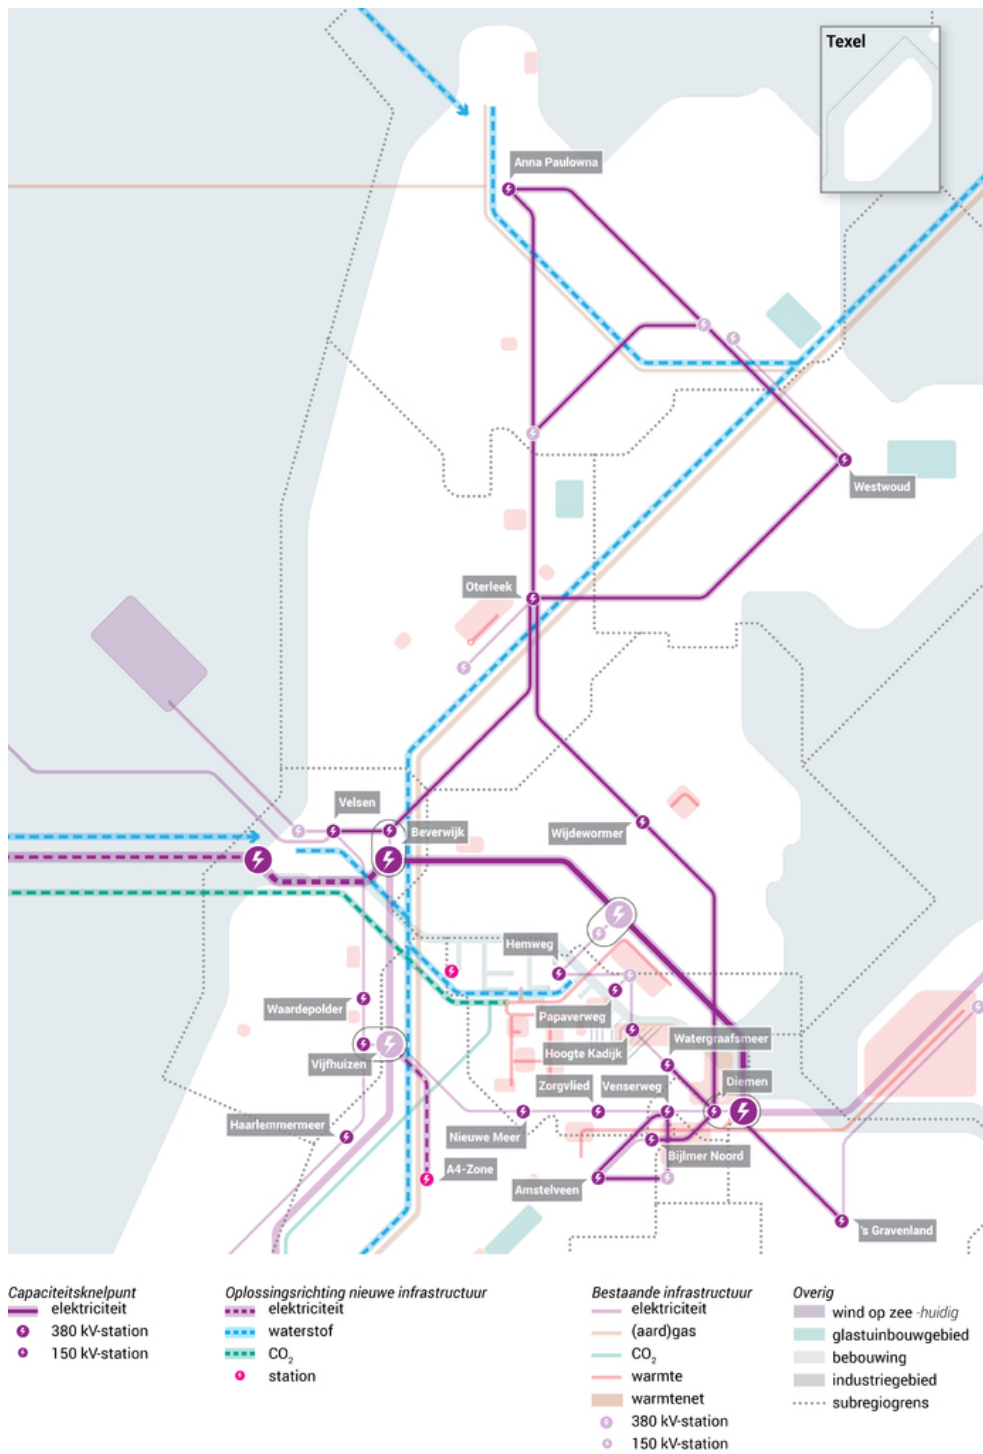 Texel
Anna Paulowna
Westwoud
Oterleek
Velsen
Beverwijk
Wijdewormer
Hemweg
Waardepolder
Papaverweg
Vijfhuizen
Hoogte Kadijk
Watergraafsmeer
Zorgvlied
Venserweg
Diemen
Haarlemmermeer
Nieuwe Meer
Bijlmer Noord
A4-Zone
Amstelveen
's Gravenland
Capaciteitsknelpunt
elektriciteit
380 kV-station
150 kV-station
Oplossingsrichting nieuwe infrastructuur
elektriciteit
waterstof
CO₂
station
Bestaande infrastructuur
elektriciteit
(aard)gas
CO₂
warmte
warmtenet
380 kV-station
150 kV-station
Overig
wind op zee -huidig
glastuinbouwgebied
bebouwing
industriegebied
subregiogrens